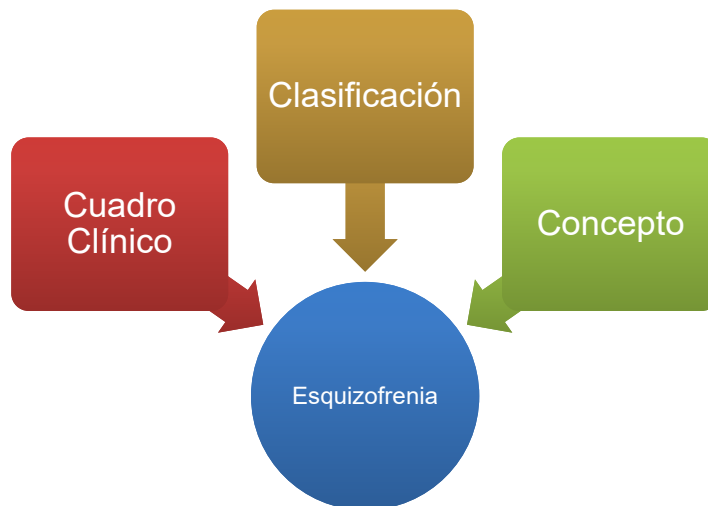 Clasificación
Cuadro
Clínico
Concepto
Esquizofrenia